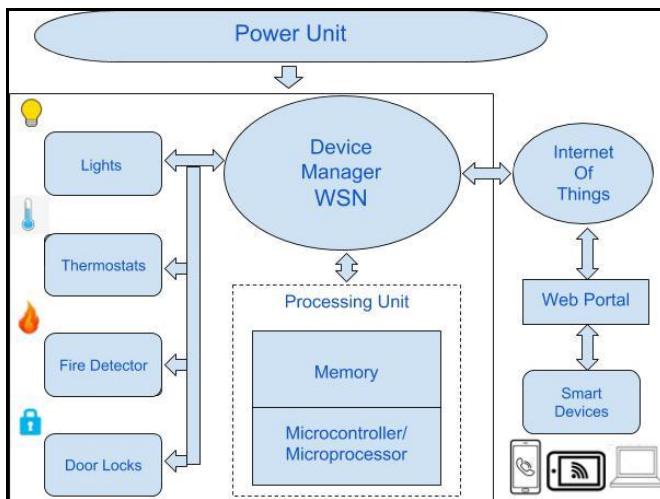 Power Unit
Device
Manager
WSN
Lights
Thermostats
Fire Detector
Door Locks
Processing Unit
Memory
Microcontroller/
Microprocessor
Internet
Of
Things
Web Portal
Smart
Devices